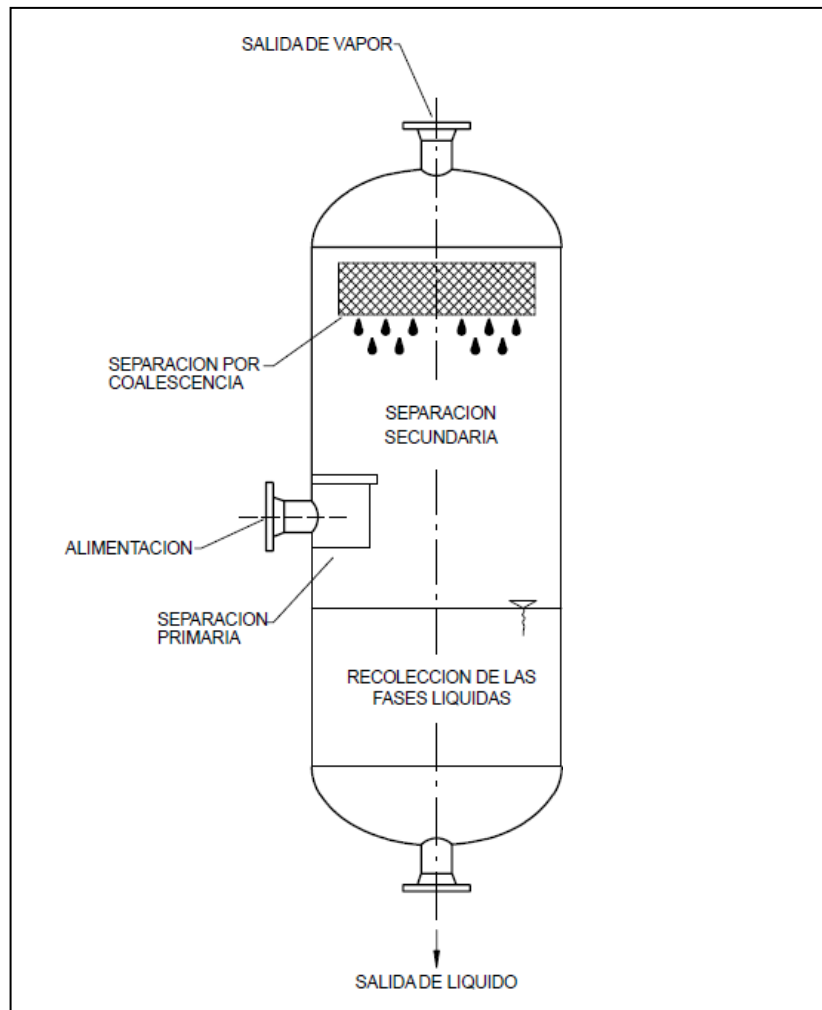 SALIDA DE VAPOR
SEPARACION POR
COALESCENCIA
SEPARACION
SECUNDARIA
ALIMENTACION
SEPARACION
PRIMARIA
RECOLECCION DE LAS
FASES LIQUIDAS
SALIDA DE LIQUIDO